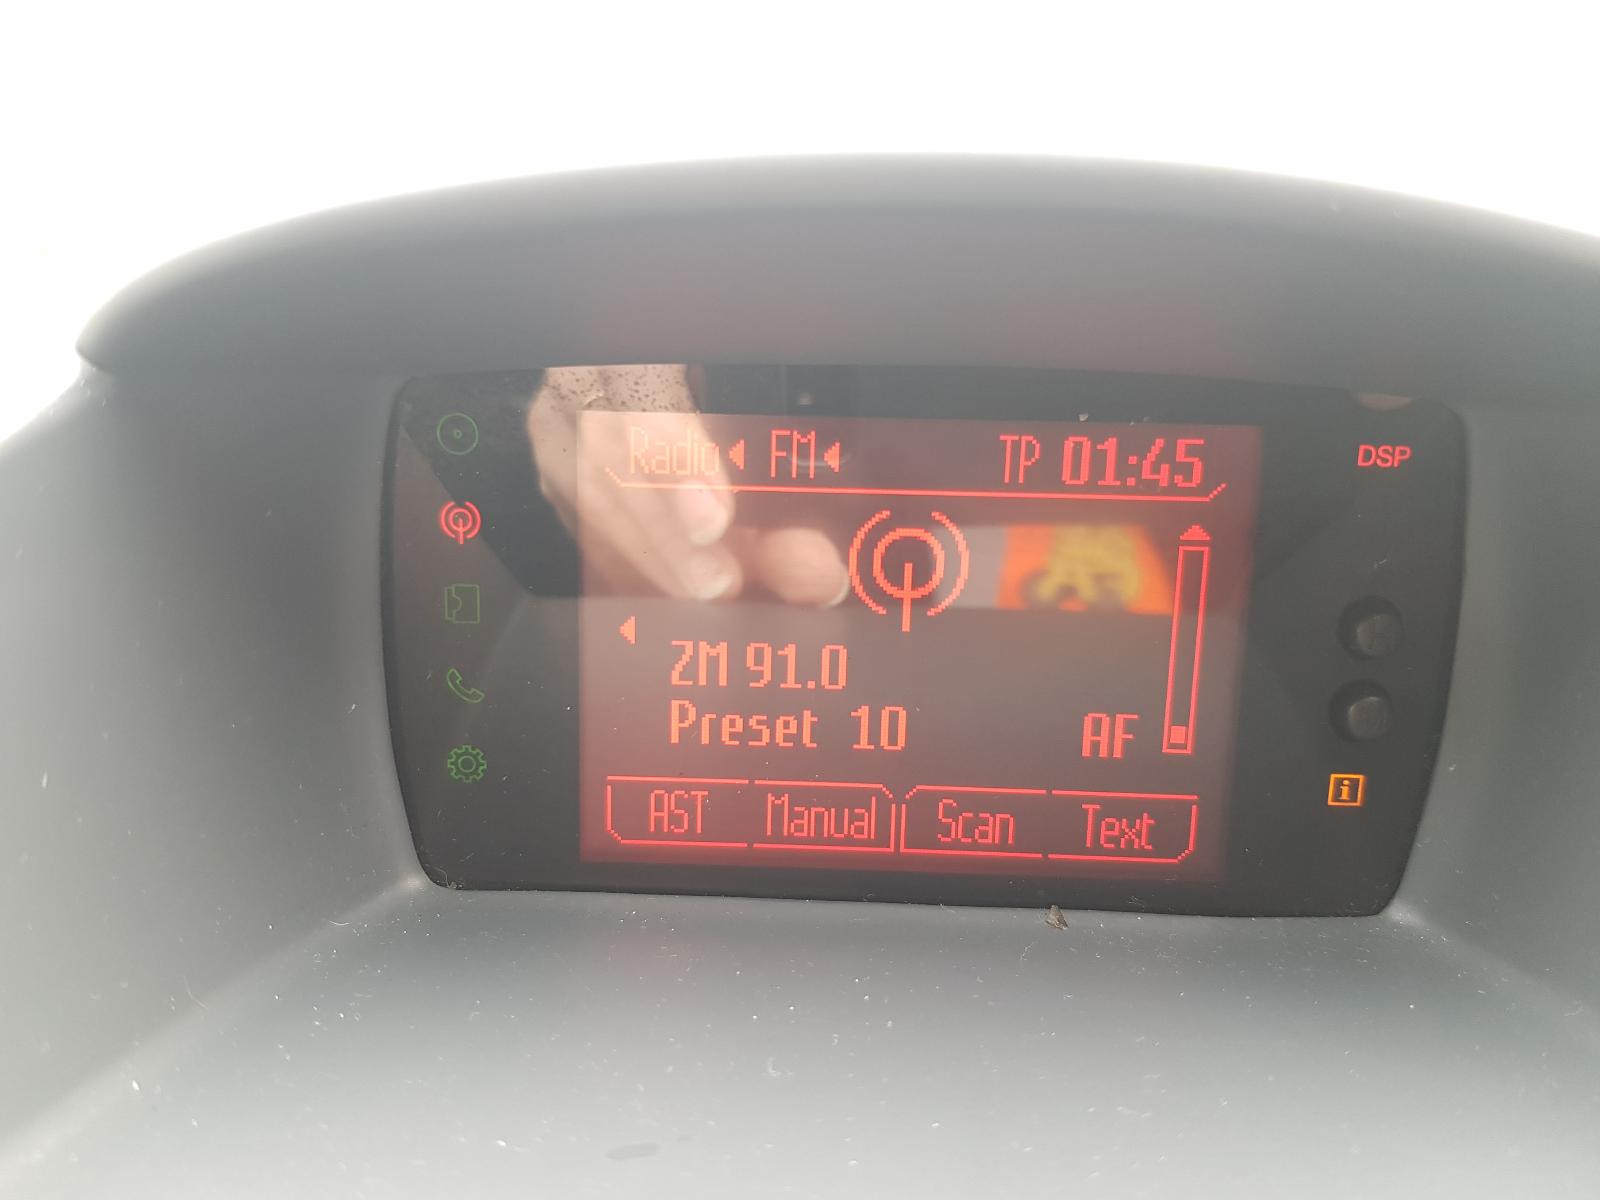 Radio FM TP 01:45
DSP
ZM 91.0
Preset 10 AF
i
AST Manual Scan Text